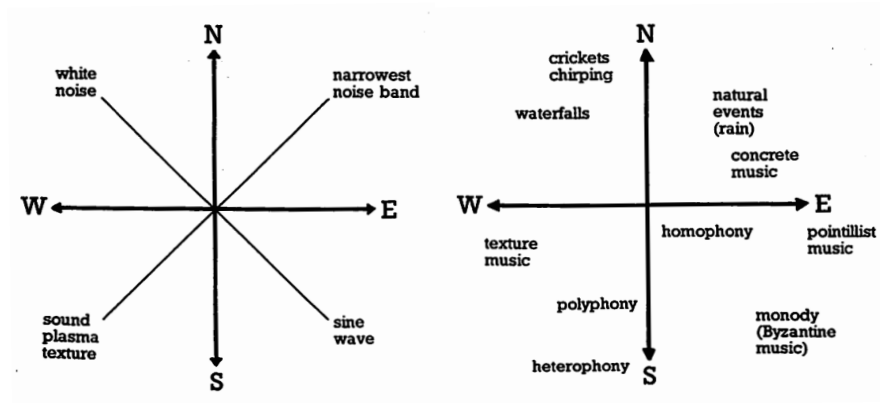 N
white
noise
narrowest
noise band
W
E
sound
plasma
texture
sine
wave
S
N
crickets
chirping
waterfalls
natural
events
(rain)
concrete
music
W
E
texture
music
homophony
pointillist
music
polyphony
monody
(Byzantine
music)
heterophony
S